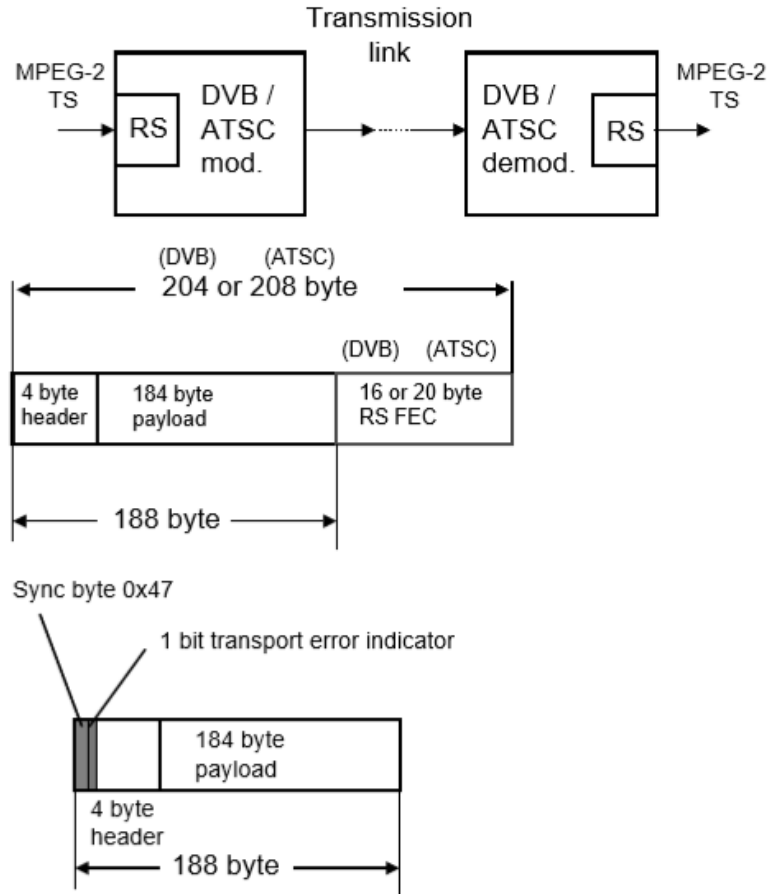 Transmission
link
MPEG-2
TS
RS
DVB /
ATSC
mod.
DVB /
ATSC
demod.
RS
MPEG-2
TS
(DVB) (ATSC)
204 or 208 byte
(DVB) (ATSC)
4 byte
header
184 byte
payload
16 or 20 byte
RS FEC
188 byte
Sync byte 0x47
1 bit transport error indicator
184 byte
payload
4 byte
header
188 byte